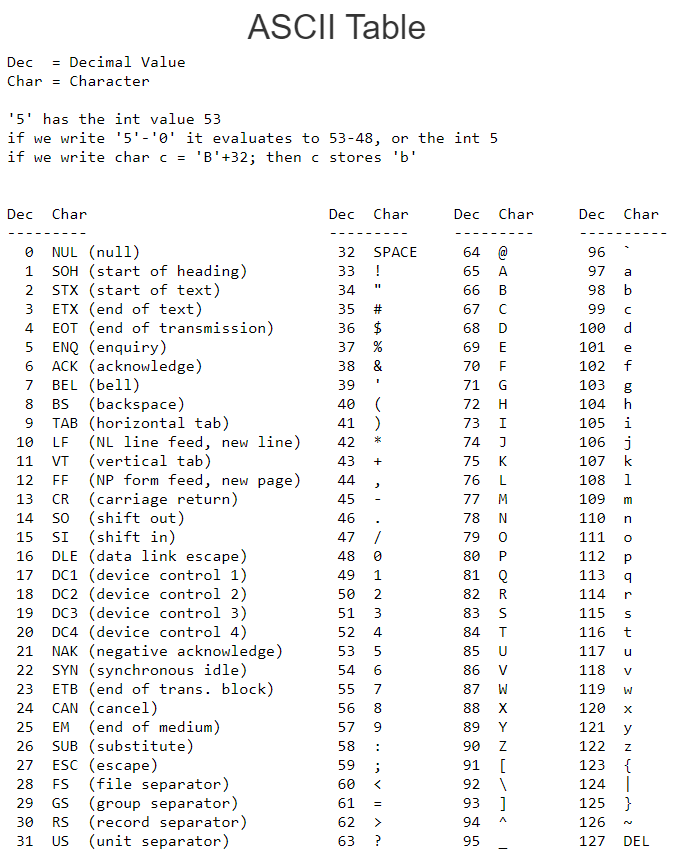 ASCII Table
Dec  = Decimal Value
Char = Character
'5' has the int value 53
if we write '5'-'0' it evaluates to 53-48, or the int 5
if we write char c = 'B'+32; then c stores 'b'
Dec  Char                           Dec  Char     Dec  Char     Dec  Char
---------                           ---------     ---------     ----------
  0  NUL (null)                      32  SPACE     64  @         96  `
  1  SOH (start of heading)          33  !         65  A         97  a
  2  STX (start of text)             34  "         66  B         98  b
  3  ETX (end of text)               35  #         67  C         99  c
  4  EOT (end of transmission)       36  $         68  D        100  d
  5  ENQ (enquiry)                   37  %         69  E        101  e
  6  ACK (acknowledge)               38  &         70  F        102  f
  7  BEL (bell)                      39  '         71  G        103  g
  8  BS  (backspace)                 40  (         72  H        104  h
  9  TAB (horizontal tab)            41  )         73  I        105  i
 10  LF  (NL line feed, new line)    42  *         74  J        106  j
 11  VT  (vertical tab)              43  +         75  K        107  k
 12  FF  (NP form feed, new page)    44  ,         76  L        108  l
 13  CR  (carriage return)           45  -         77  M        109  m
 14  SO  (shift out)                 46  .         78  N        110  n
 15  SI  (shift in)                  47  /         79  O        111  o
 16  DLE (data link escape)          48  0         80  P        112  p
 17  DC1 (device control 1)          49  1         81  Q        113  q
 18  DC2 (device control 2)          50  2         82  R        114  r
 19  DC3 (device control 3)          51  3         83  S        115  s
 20  DC4 (device control 4)          52  4         84  T        116  t
 21  NAK (negative acknowledge)      53  5         85  U        117  u
 22  SYN (synchronous idle)          54  6         86  V        118  v
 23  ETB (end of trans. block)       55  7         87  W        119  w
 24  CAN (cancel)                    56  8         88  X        120  x
 25  EM  (end of medium)             57  9         89  Y        121  y
 26  SUB (substitute)                58  :         90  Z        122  z
 27  ESC (escape)                    59  ;         91  [        123  {
 28  FS  (file separator)            60  <         92  \        124  |
 29  GS  (group separator)           61  =         93  ]        125  }
 30  RS  (record separator)          62  >         94  ^        126  ~
 31  US  (unit separator)            63  ?         95  _        127  DEL